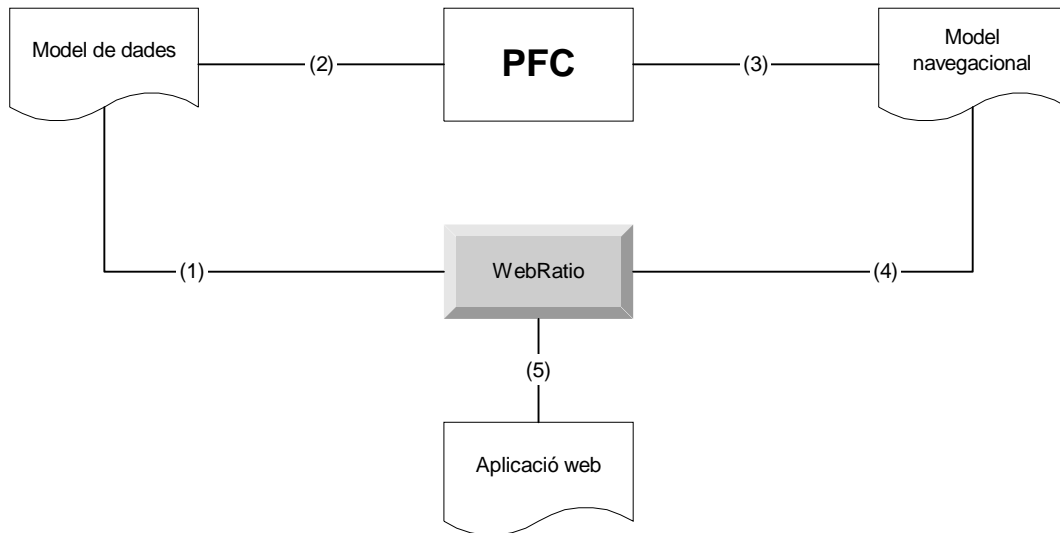 Model de dades
(2)
PFC
(3)
Model
navegacional
(1)
WebRatio
(4)
(5)
Aplicació web